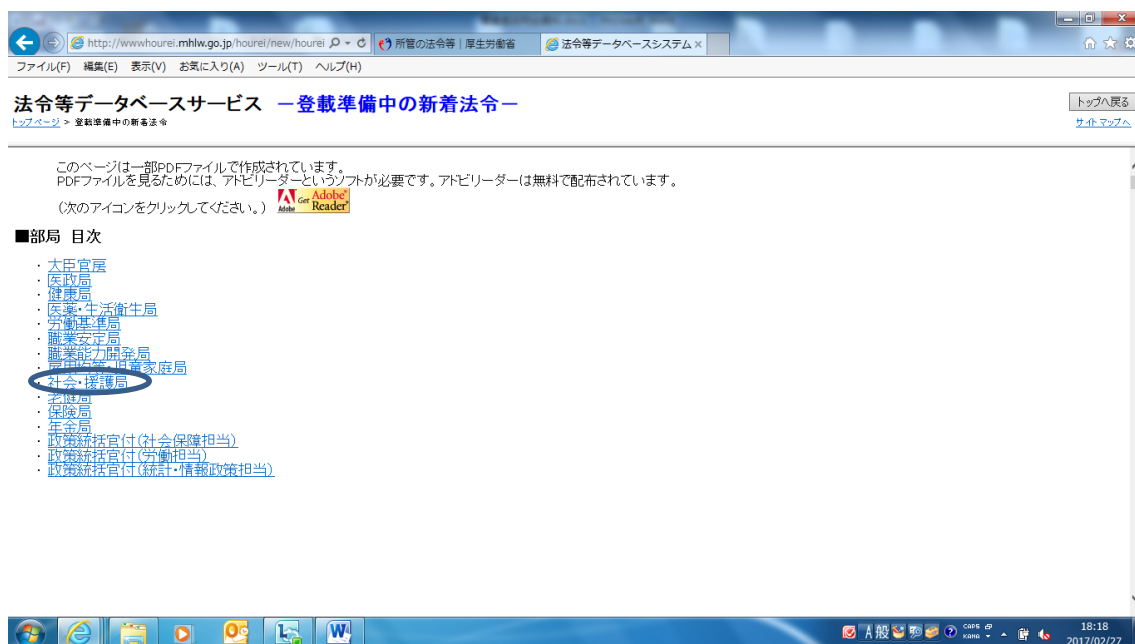 http://wwwhourei.mhlw.go.jp/hourei/new/hourei
所管の法令等｜厚生労働省
法令等データベースシステム ×
ファイル(F) 編集(E) 表示(V) お気に入り(A) ツール(T) ヘルプ(H)
法令等データベースサービス －登載準備中の新着法令－
トップへ戻る
トップページ > 登載準備中の新着法令
サイトマップへ
このページは一部PDFファイルで作成されています。
PDFファイルを見るためには、アドビリーダーというソフトが必要です。アドビリーダーは無料で配布されています。
(次のアイコンをクリックしてください。)
Adobe Get Adobe Reader
■部局 目次
・大臣官房
・医政局
・健康局
・医薬・生活衛生局
・労働基準局
・職業安定局
・職業能力開発局
・雇用均等・児童家庭局
・社会・援護局
・老健局
・保険局
・年金局
・政策統括官付(社会保障担当)
・政策統括官付(労働担当)
・政策統括官付(統計・情報政策担当)
A 般
CAPS
KANA
18:18
2017/02/27